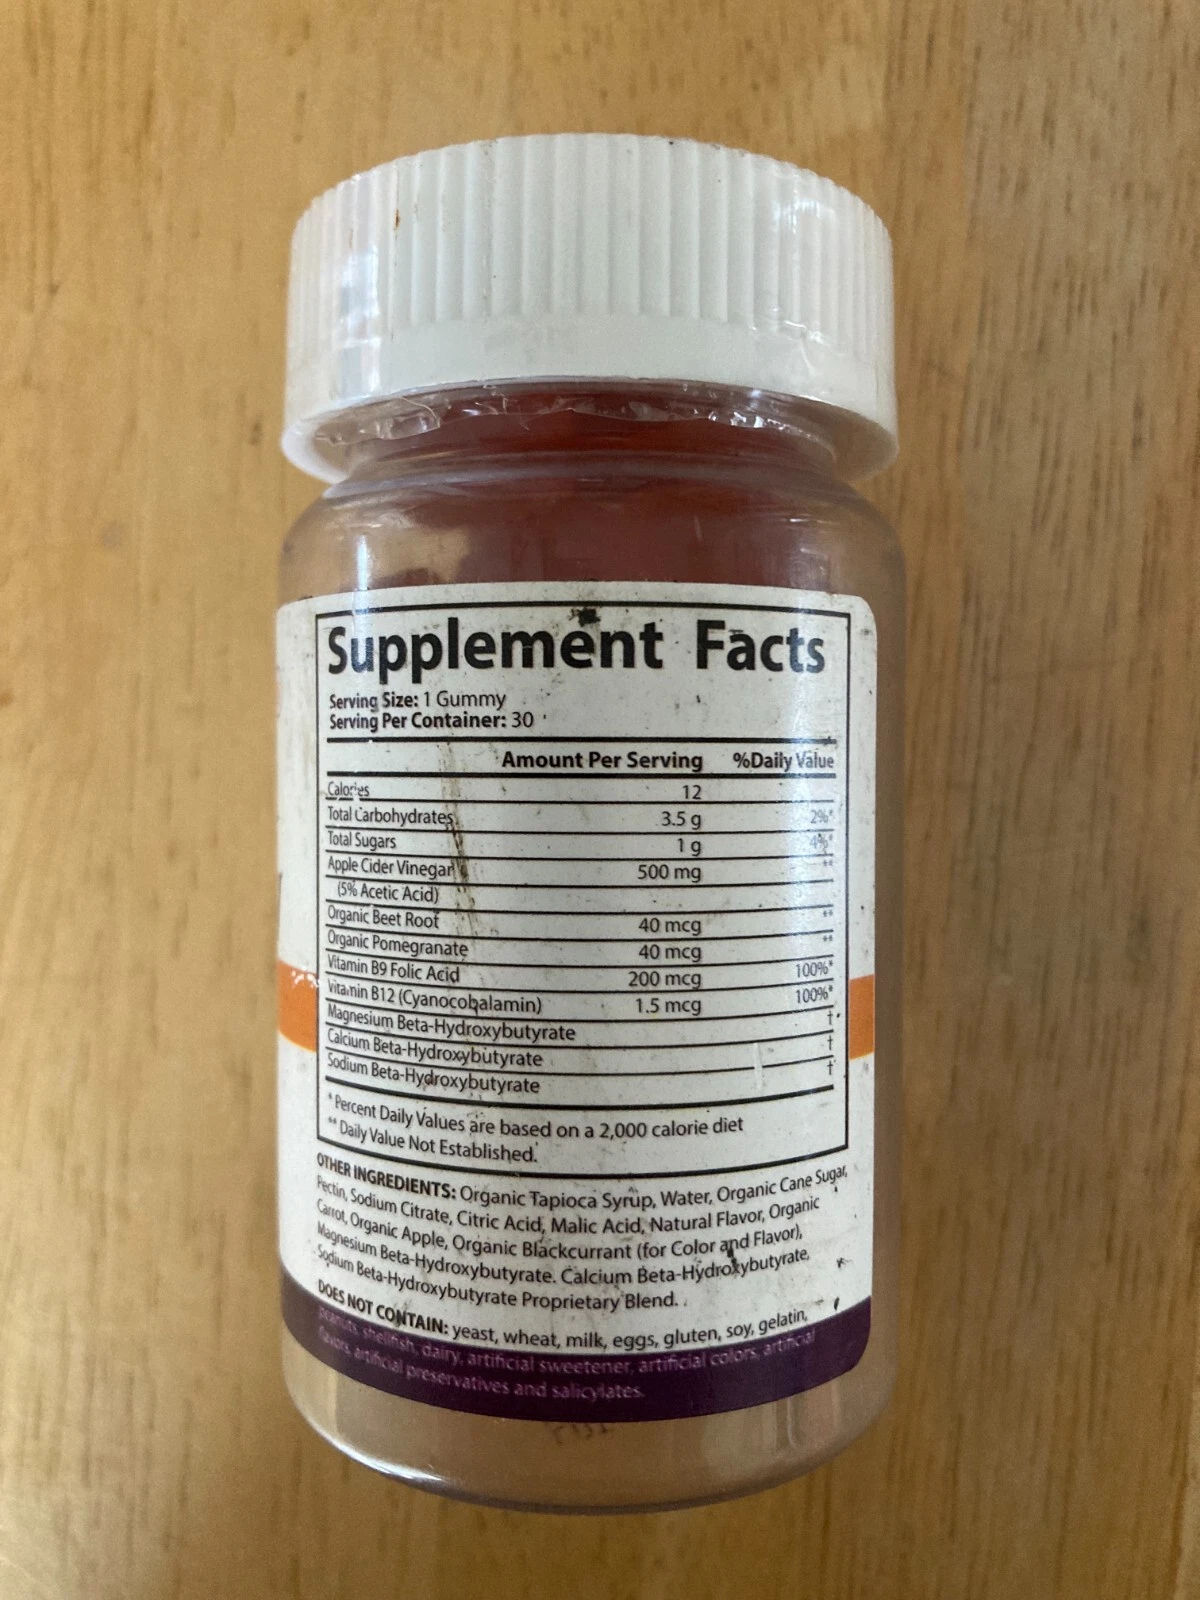 Supplement Facts
Serving Size: 1 Gummy
Serving Per Container: 30
Amount Per Serving %Daily Value
Calories 12
Total Carbohydrates 3.5 g 2%*
Total Sugars 1 g 4%*
Apple Cider Vinegar 500 mg **
(5% Acetic Acid)
Organic Beet Root 40 mcg **
Organic Pomegranate 40 mcg **
Vitamin B9 Folic Acid 200 mcg 100%*
Vitamin B12 (Cyanocobalamin) 1.5 mcg 100%*
Magnesium Beta-Hydroxybutyrate †
Calcium Beta-Hydroxybutyrate †
Sodium Beta-Hydroxybutyrate †
* Percent Daily Values are based on a 2,000 calorie diet
** Daily Value Not Established.
OTHER INGREDIENTS: Organic Tapioca Syrup, Water, Organic Cane Sugar,
Pectin, Sodium Citrate, Citric Acid, Malic Acid, Natural Flavor, Organic
Carrot, Organic Apple, Organic Blackcurrant (for Color and Flavor),
Magnesium Beta-Hydroxybutyrate. Calcium Beta-Hydroxybutyrate,
Sodium Beta-Hydroxybutyrate Proprietary Blend.
DOES NOT CONTAIN: yeast, wheat, milk, eggs, gluten, soy, gelatin,
peanuts, shellfish, dairy, artificial sweetener, artificial colors, artificial
flavors, artificial preservatives and salicylates.